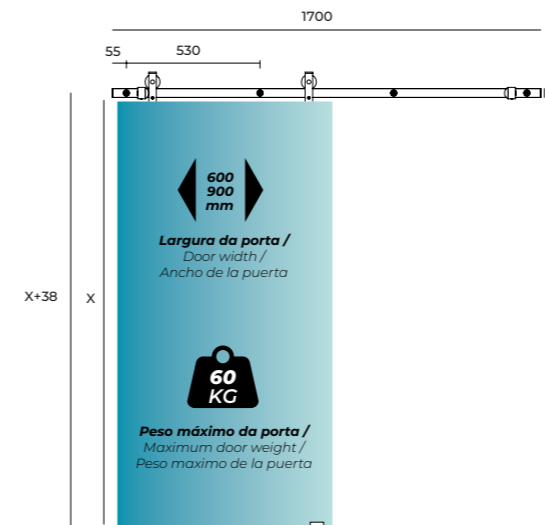 1700
55
530
600
900
mm
Largura da porta /
Door width /
Ancho de la puerta
X+38
X
60
KG
Peso máximo da porta /
Maximum door weight /
Peso maximo de la puerta